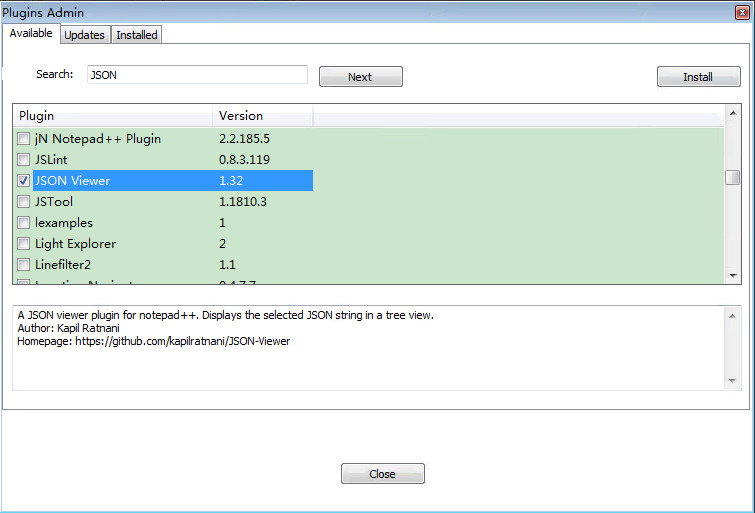 Plugins Admin
Available Updates Installed
Search: JSON Next Install
Plugin Version
jN Notepad++ Plugin 2.2.185.5
JSLint 0.8.3.119
JSON Viewer 1.32
JSTool 1.1810.3
lexamples 1
Light Explorer 2
Linefilter2 1.1
A JSON viewer plugin for notepad++. Displays the selected JSON string in a tree view.
Author: Kapil Ratnani
Homepage: https://github.com/kapilratnani/JSON-Viewer
Close